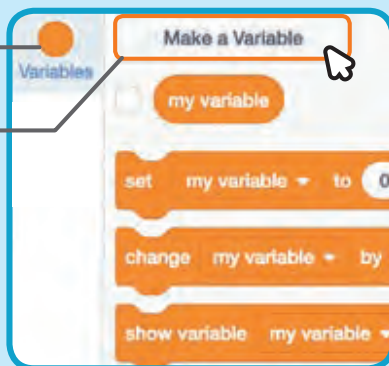 Make a Variable
Variables
my variable
set my variable to 0
change my variable by
show variable my variable